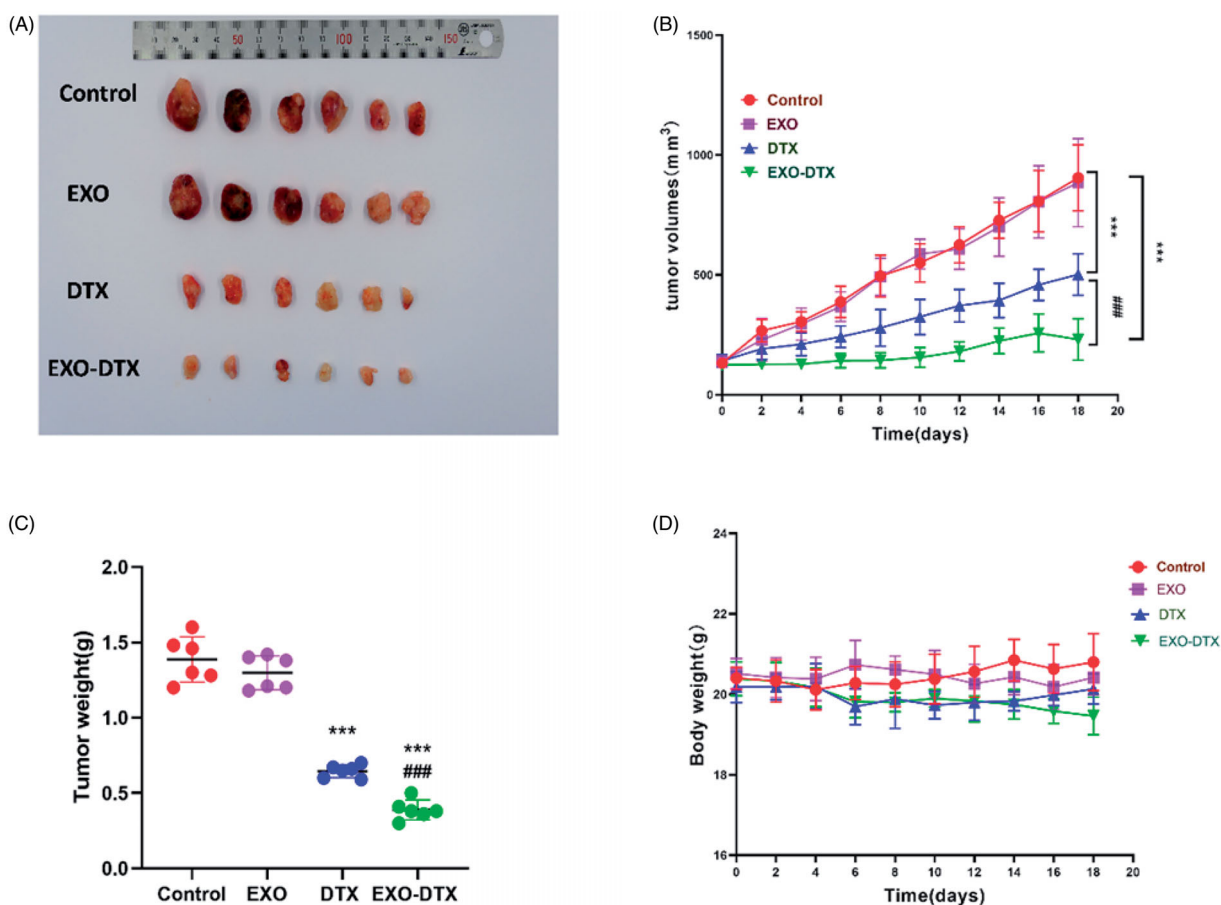 (A)
50 100 150
Control
EXO
DTX
EXO-DTX
(B)
tumor volumes(mm³)
1500
1000
500
0
Control
EXO
DTX
EXO-DTX
***
***
###
0 2 4 6 8 10 12 14 16 18 20
Time(days)
(C)
Tumor weight(g)
2.0
1.5
1.0
0.5
0.0
***
***
###
Control EXO DTX EXO-DTX
(D)
Body weight(g)
24
22
20
18
16
Control
EXO
DTX
EXO-DTX
0 2 4 6 8 10 12 14 16 18 20
Time(days)